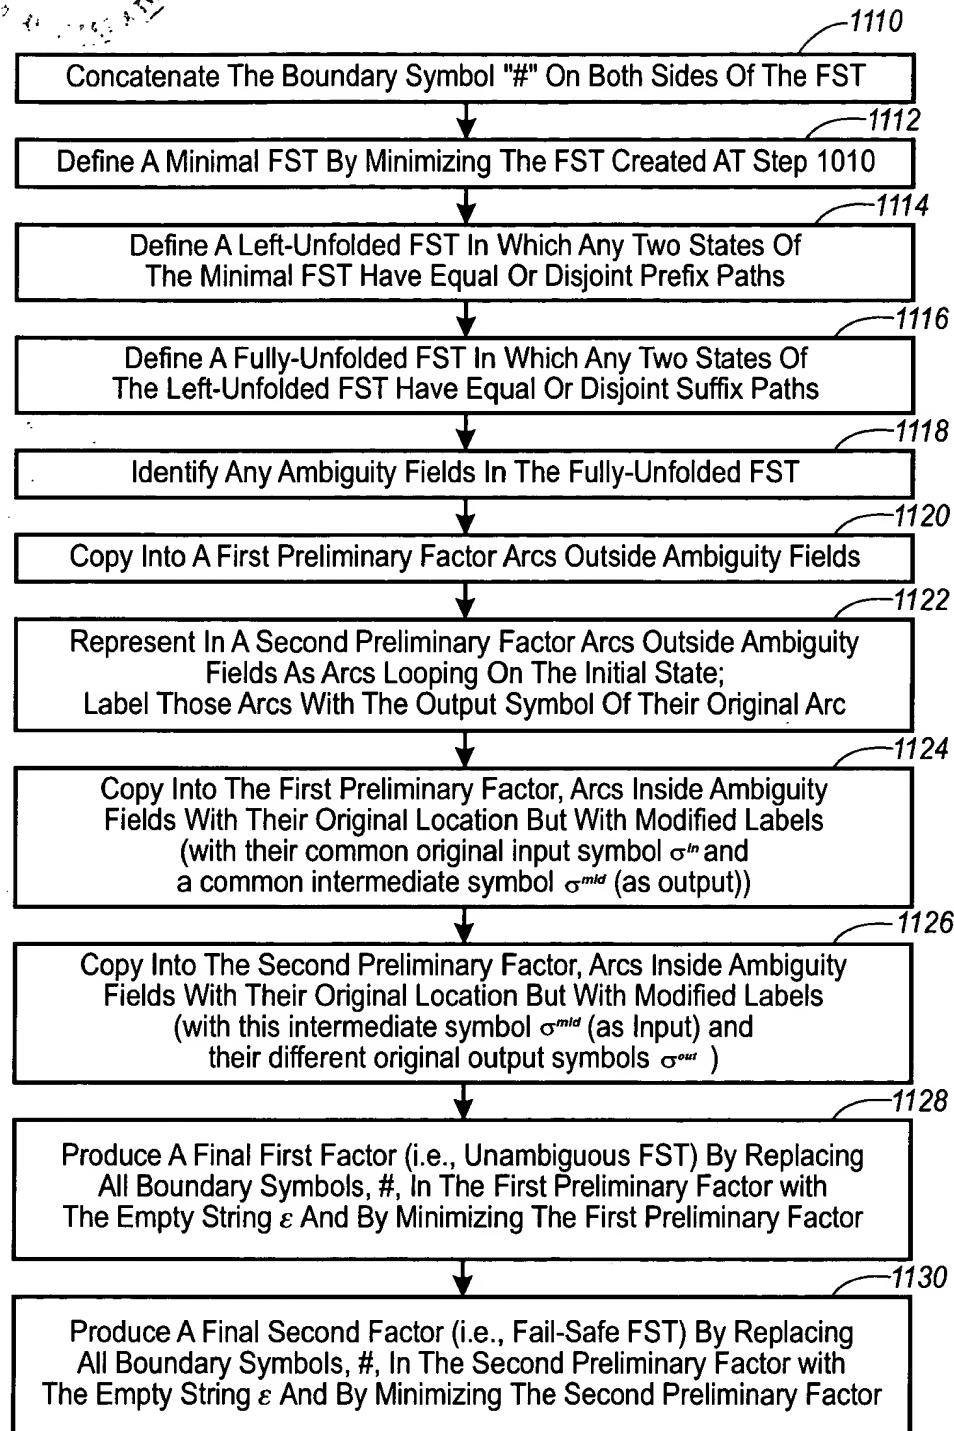 1110
Concatenate The Boundary Symbol "#" On Both Sides Of The FST
1112
Define A Minimal FST By Minimizing The FST Created AT Step 1010
1114
Define A Left-Unfolded FST In Which Any Two States Of
The Minimal FST Have Equal Or Disjoint Prefix Paths
1116
Define A Fully-Unfolded FST In Which Any Two States Of
The Left-Unfolded FST Have Equal Or Disjoint Suffix Paths
1118
Identify Any Ambiguity Fields In The Fully-Unfolded FST
1120
Copy Into A First Preliminary Factor Arcs Outside Ambiguity Fields
1122
Represent In A Second Preliminary Factor Arcs Outside Ambiguity
Fields As Arcs Looping On The Initial State;
Label Those Arcs With The Output Symbol Of Their Original Arc
1124
Copy Into The First Preliminary Factor, Arcs Inside Ambiguity
Fields With Their Original Location But With Modified Labels
(with their common original input symbol σ^in and
a common intermediate symbol σ^mid (as output))
1126
Copy Into The Second Preliminary Factor, Arcs Inside Ambiguity
Fields With Their Original Location But With Modified Labels
(with this intermediate symbol σ^mid (as Input) and
their different original output symbols σ^out )
1128
Produce A Final First Factor (i.e., Unambiguous FST) By Replacing
All Boundary Symbols, #, In The First Preliminary Factor with
The Empty String ε And By Minimizing The First Preliminary Factor
1130
Produce A Final Second Factor (i.e., Fail-Safe FST) By Replacing
All Boundary Symbols, #, In The Second Preliminary Factor with
The Empty String ε And By Minimizing The Second Preliminary Factor